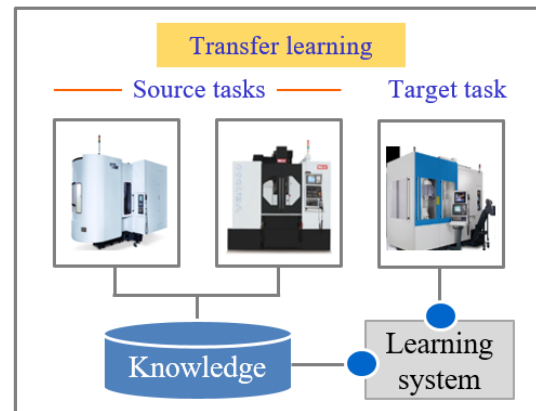 Transfer learning
Source tasks
Target task
Knowledge
Learning
system